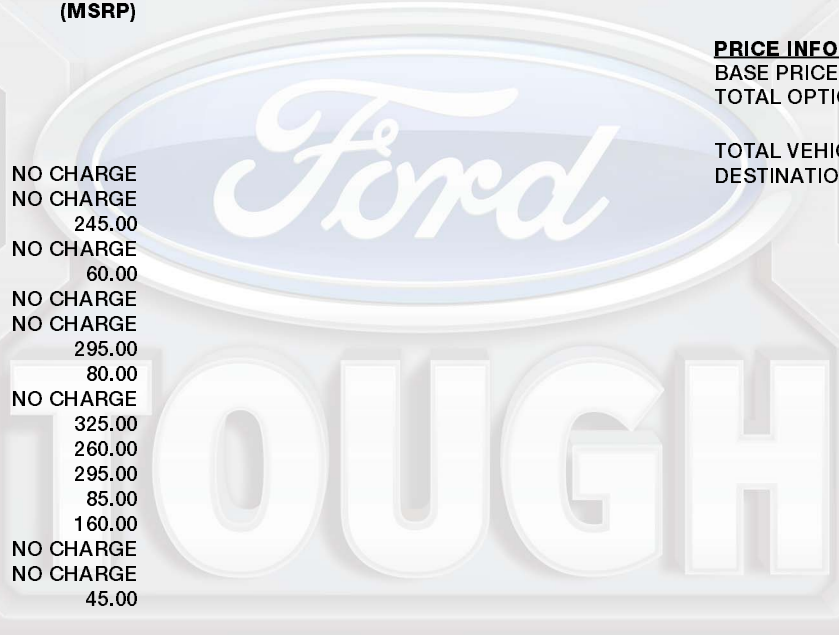 (MSRP)
PRICE INFO
BASE PRICE
TOTAL OPTIO
TOTAL VEHIC
DESTINATIO
NO CHARGE
NO CHARGE
245.00
NO CHARGE
60.00
NO CHARGE
NO CHARGE
295.00
80.00
NO CHARGE
325.00
260.00
295.00
85.00
160.00
NO CHARGE
NO CHARGE
45.00
Ford
TOUGH